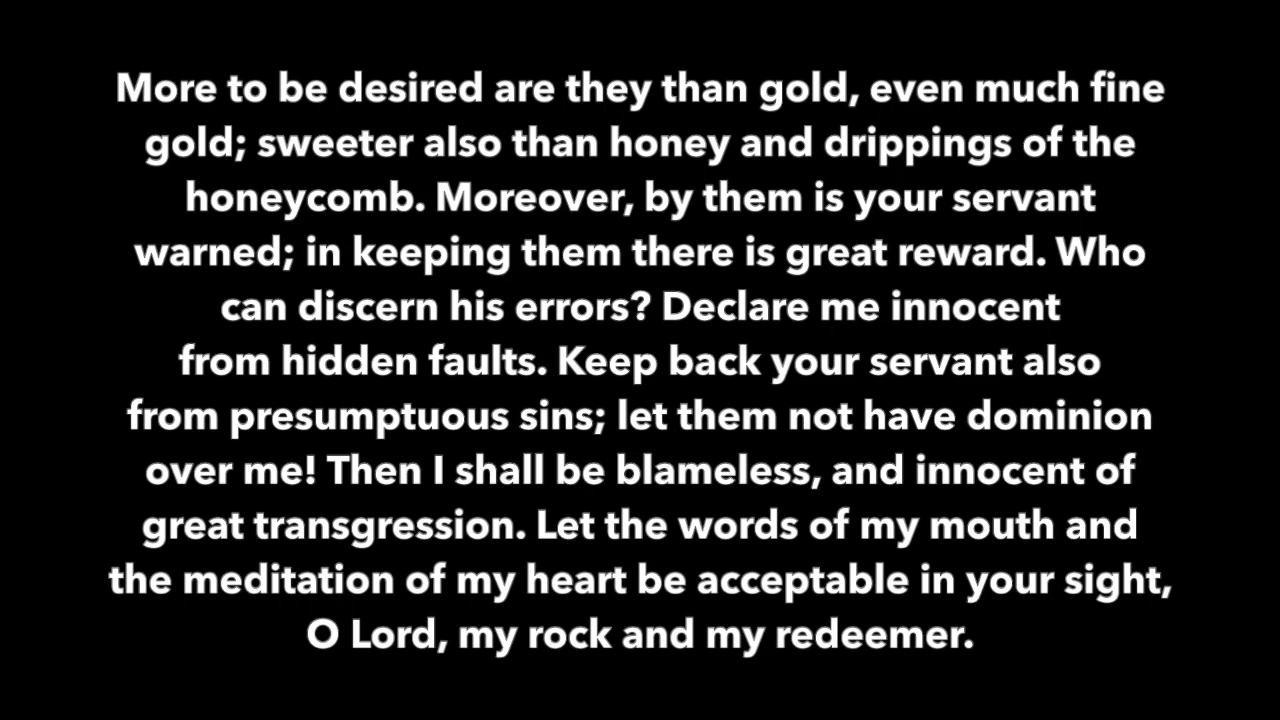 More to be desired are they than gold, even much fine
gold; sweeter also than honey and drippings of the
honeycomb. Moreover, by them is your servant
warned; in keeping them there is great reward. Who
can discern his errors? Declare me innocent
from hidden faults. Keep back your servant also
from presumptuous sins; let them not have dominion
over me! Then I shall be blameless, and innocent of
great transgression. Let the words of my mouth and
the meditation of my heart be acceptable in your sight,
O Lord, my rock and my redeemer.